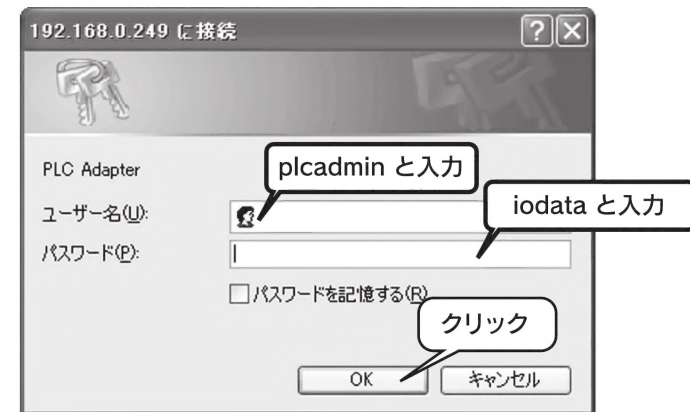 192.168.0.249 に接続
PLC Adapter
plcadmin と入力
ユーザー名(U):
iodata と入力
パスワード(P):
パスワードを記憶する(R)
クリック
OK
キャンセル